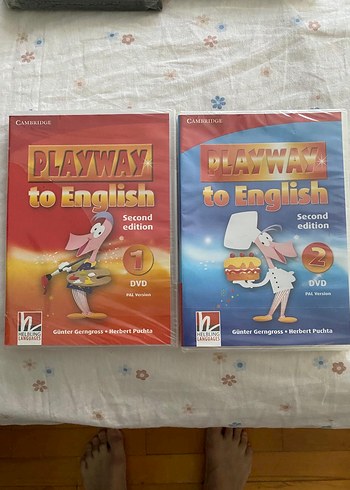 CAMBRIDGE
PLAYWAY
to English
Second
edition
1
DVD
PAL Version
Günter Gerngross • Herbert Puchta
h
HELBLING
LANGUAGES
CAMBRIDGE
PLAYWAY
to English
Second
edition
2
DVD
PAL Version
Günter Gerngross • Herbert Puchta
h
HELBLING
LANGUAGES